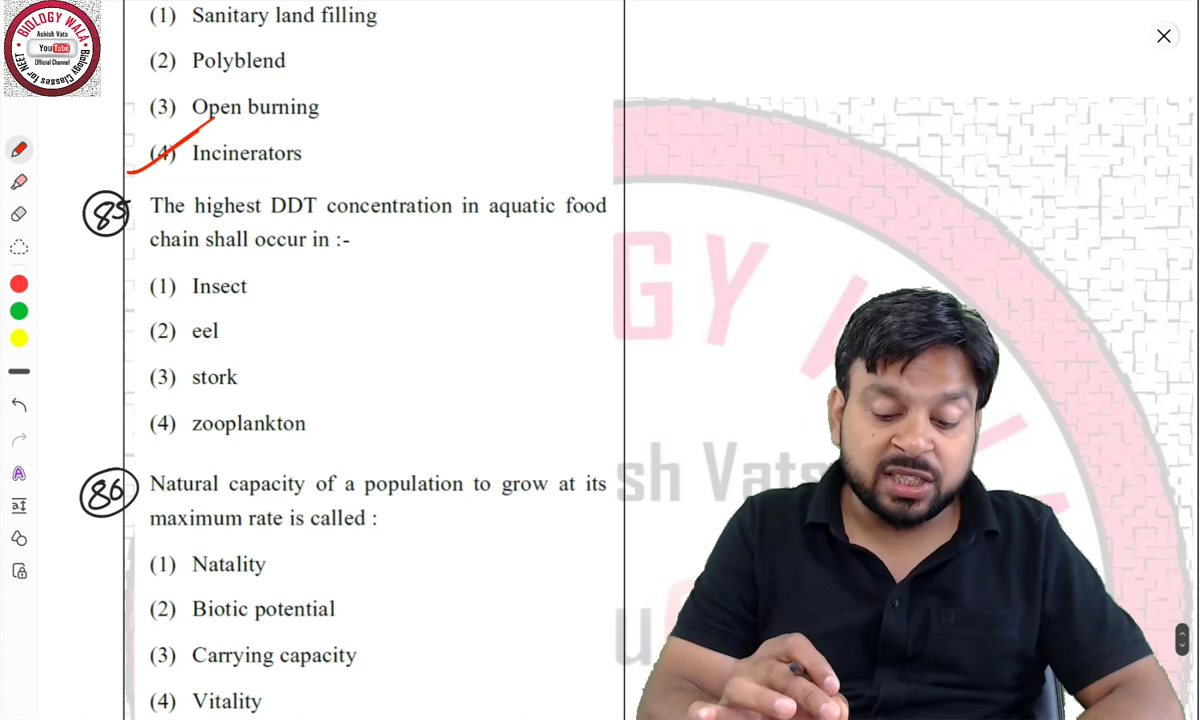 BIOLOGY WALA
Ashish Vats
YouTube
Official Channel
Biology Classes for NEET
(1) Sanitary land filling
(2) Polyblend
(3) Open burning
(4) Incinerators
85 The highest DDT concentration in aquatic food
chain shall occur in :-
(1) Insect
(2) eel
(3) stork
(4) zooplankton
86 Natural capacity of a population to grow at its
maximum rate is called :
(1) Natality
(2) Biotic potential
(3) Carrying capacity
(4) Vitality
GY W
sh Vats
u